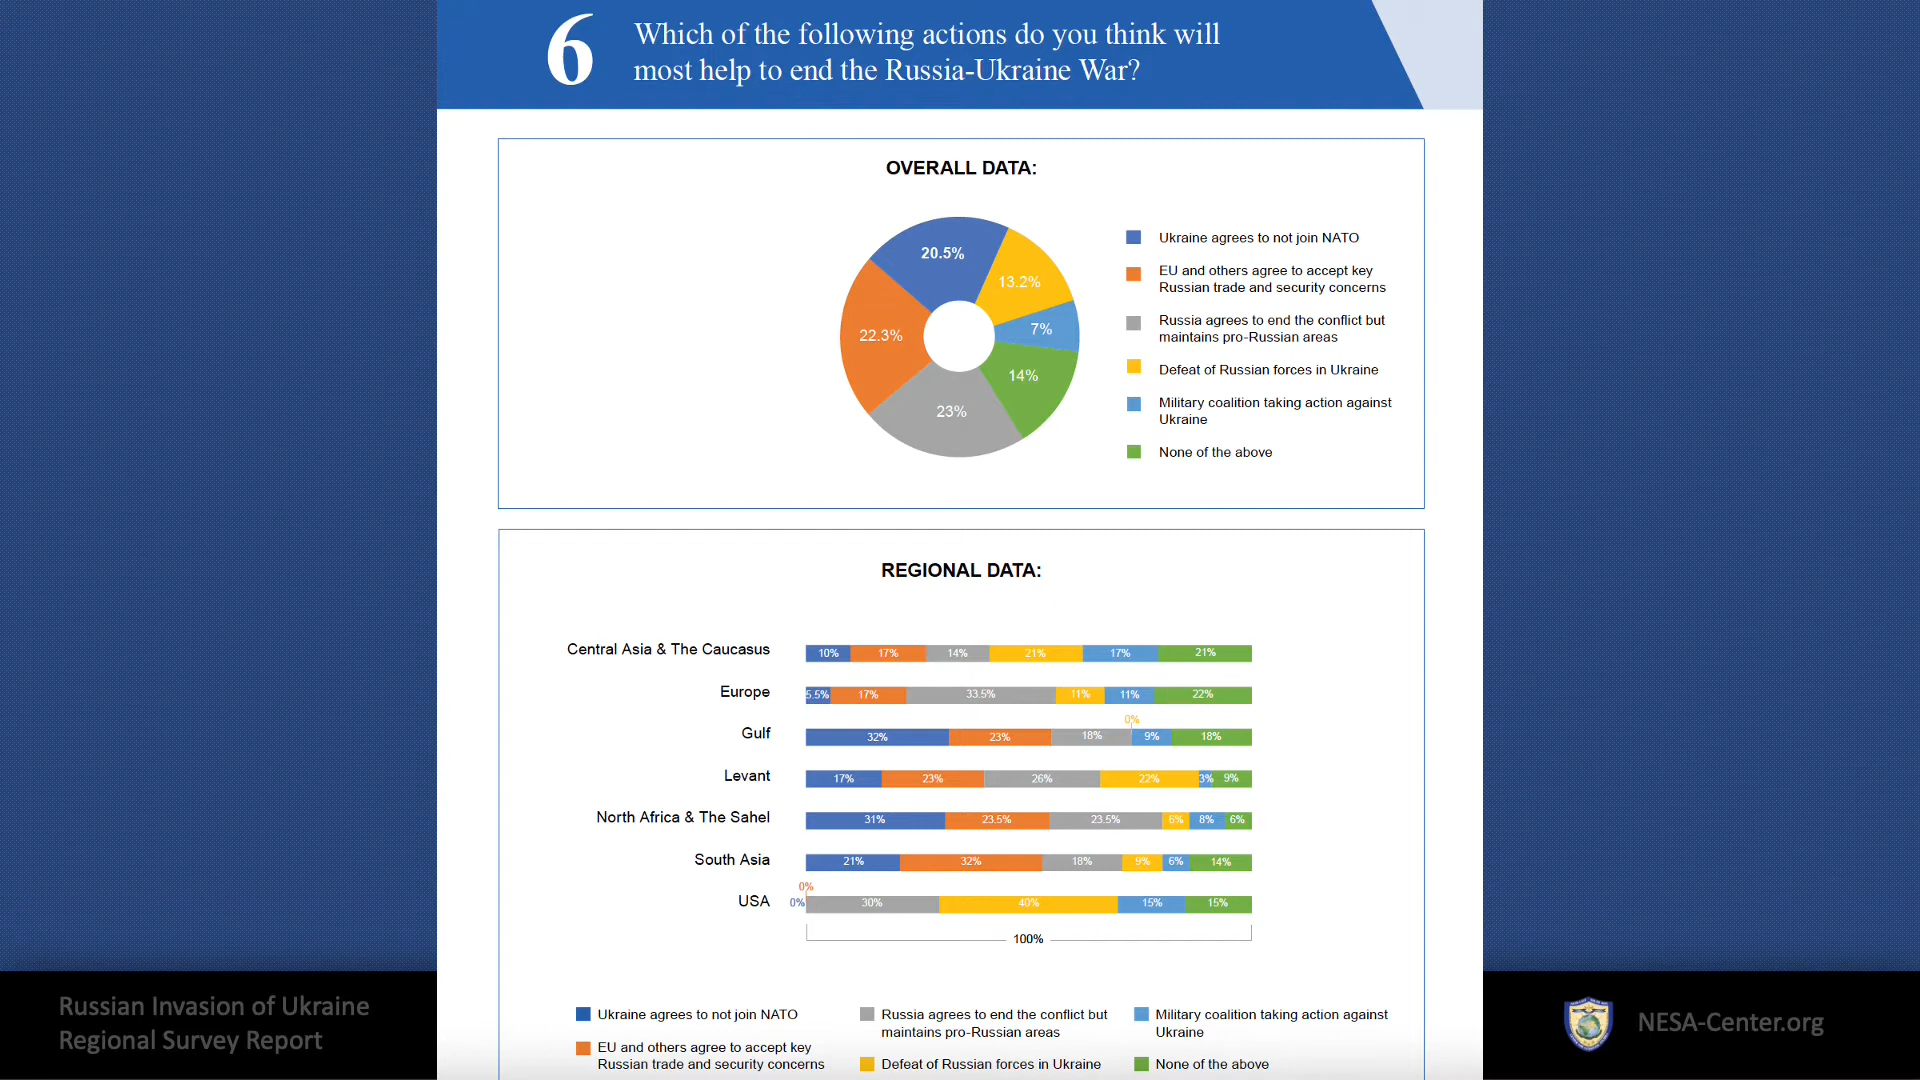 6
Which of the following actions do you think will
most help to end the Russia-Ukraine War?
OVERALL DATA:
20.5%
13.2%
7%
14%
23%
22.3%
Ukraine agrees to not join NATO
EU and others agree to accept key
Russian trade and security concerns
Russia agrees to end the conflict but
maintains pro-Russian areas
Defeat of Russian forces in Ukraine
Military coalition taking action against
Ukraine
None of the above
REGIONAL DATA:
Central Asia & The Caucasus 10% 17% 14% 21% 17% 21%
Europe 5.5% 17% 33.5% 11% 11% 22%
0%
Gulf 32% 23% 18% 9% 18%
Levant 17% 23% 26% 22% 3% 9%
North Africa & The Sahel 31% 23.5% 23.5% 6% 8% 6%
South Asia 21% 32% 18% 9% 6% 14%
0%
USA 0% 30% 40% 15% 15%
100%
Ukraine agrees to not join NATO
EU and others agree to accept key
Russian trade and security concerns
Russia agrees to end the conflict but
maintains pro-Russian areas
Defeat of Russian forces in Ukraine
Military coalition taking action against
Ukraine
None of the above
Russian Invasion of Ukraine
Regional Survey Report
NESA-Center.org